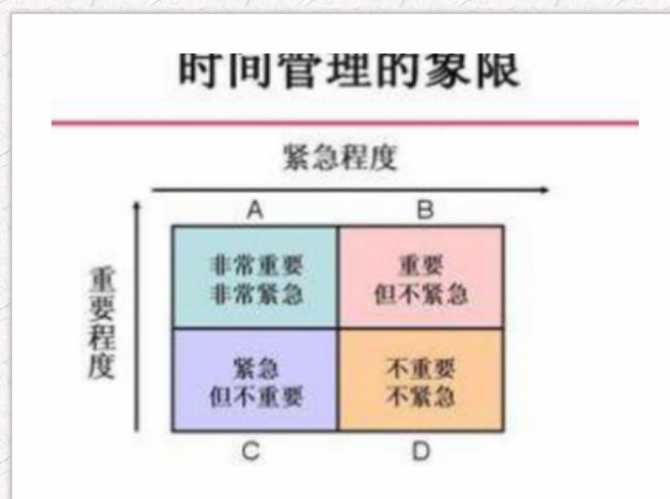 时间管理的象限
紧急程度
A
B
重要程度
非常重要
非常紧急
重要
但不紧急
紧急
但不重要
不重要
不紧急
C
D